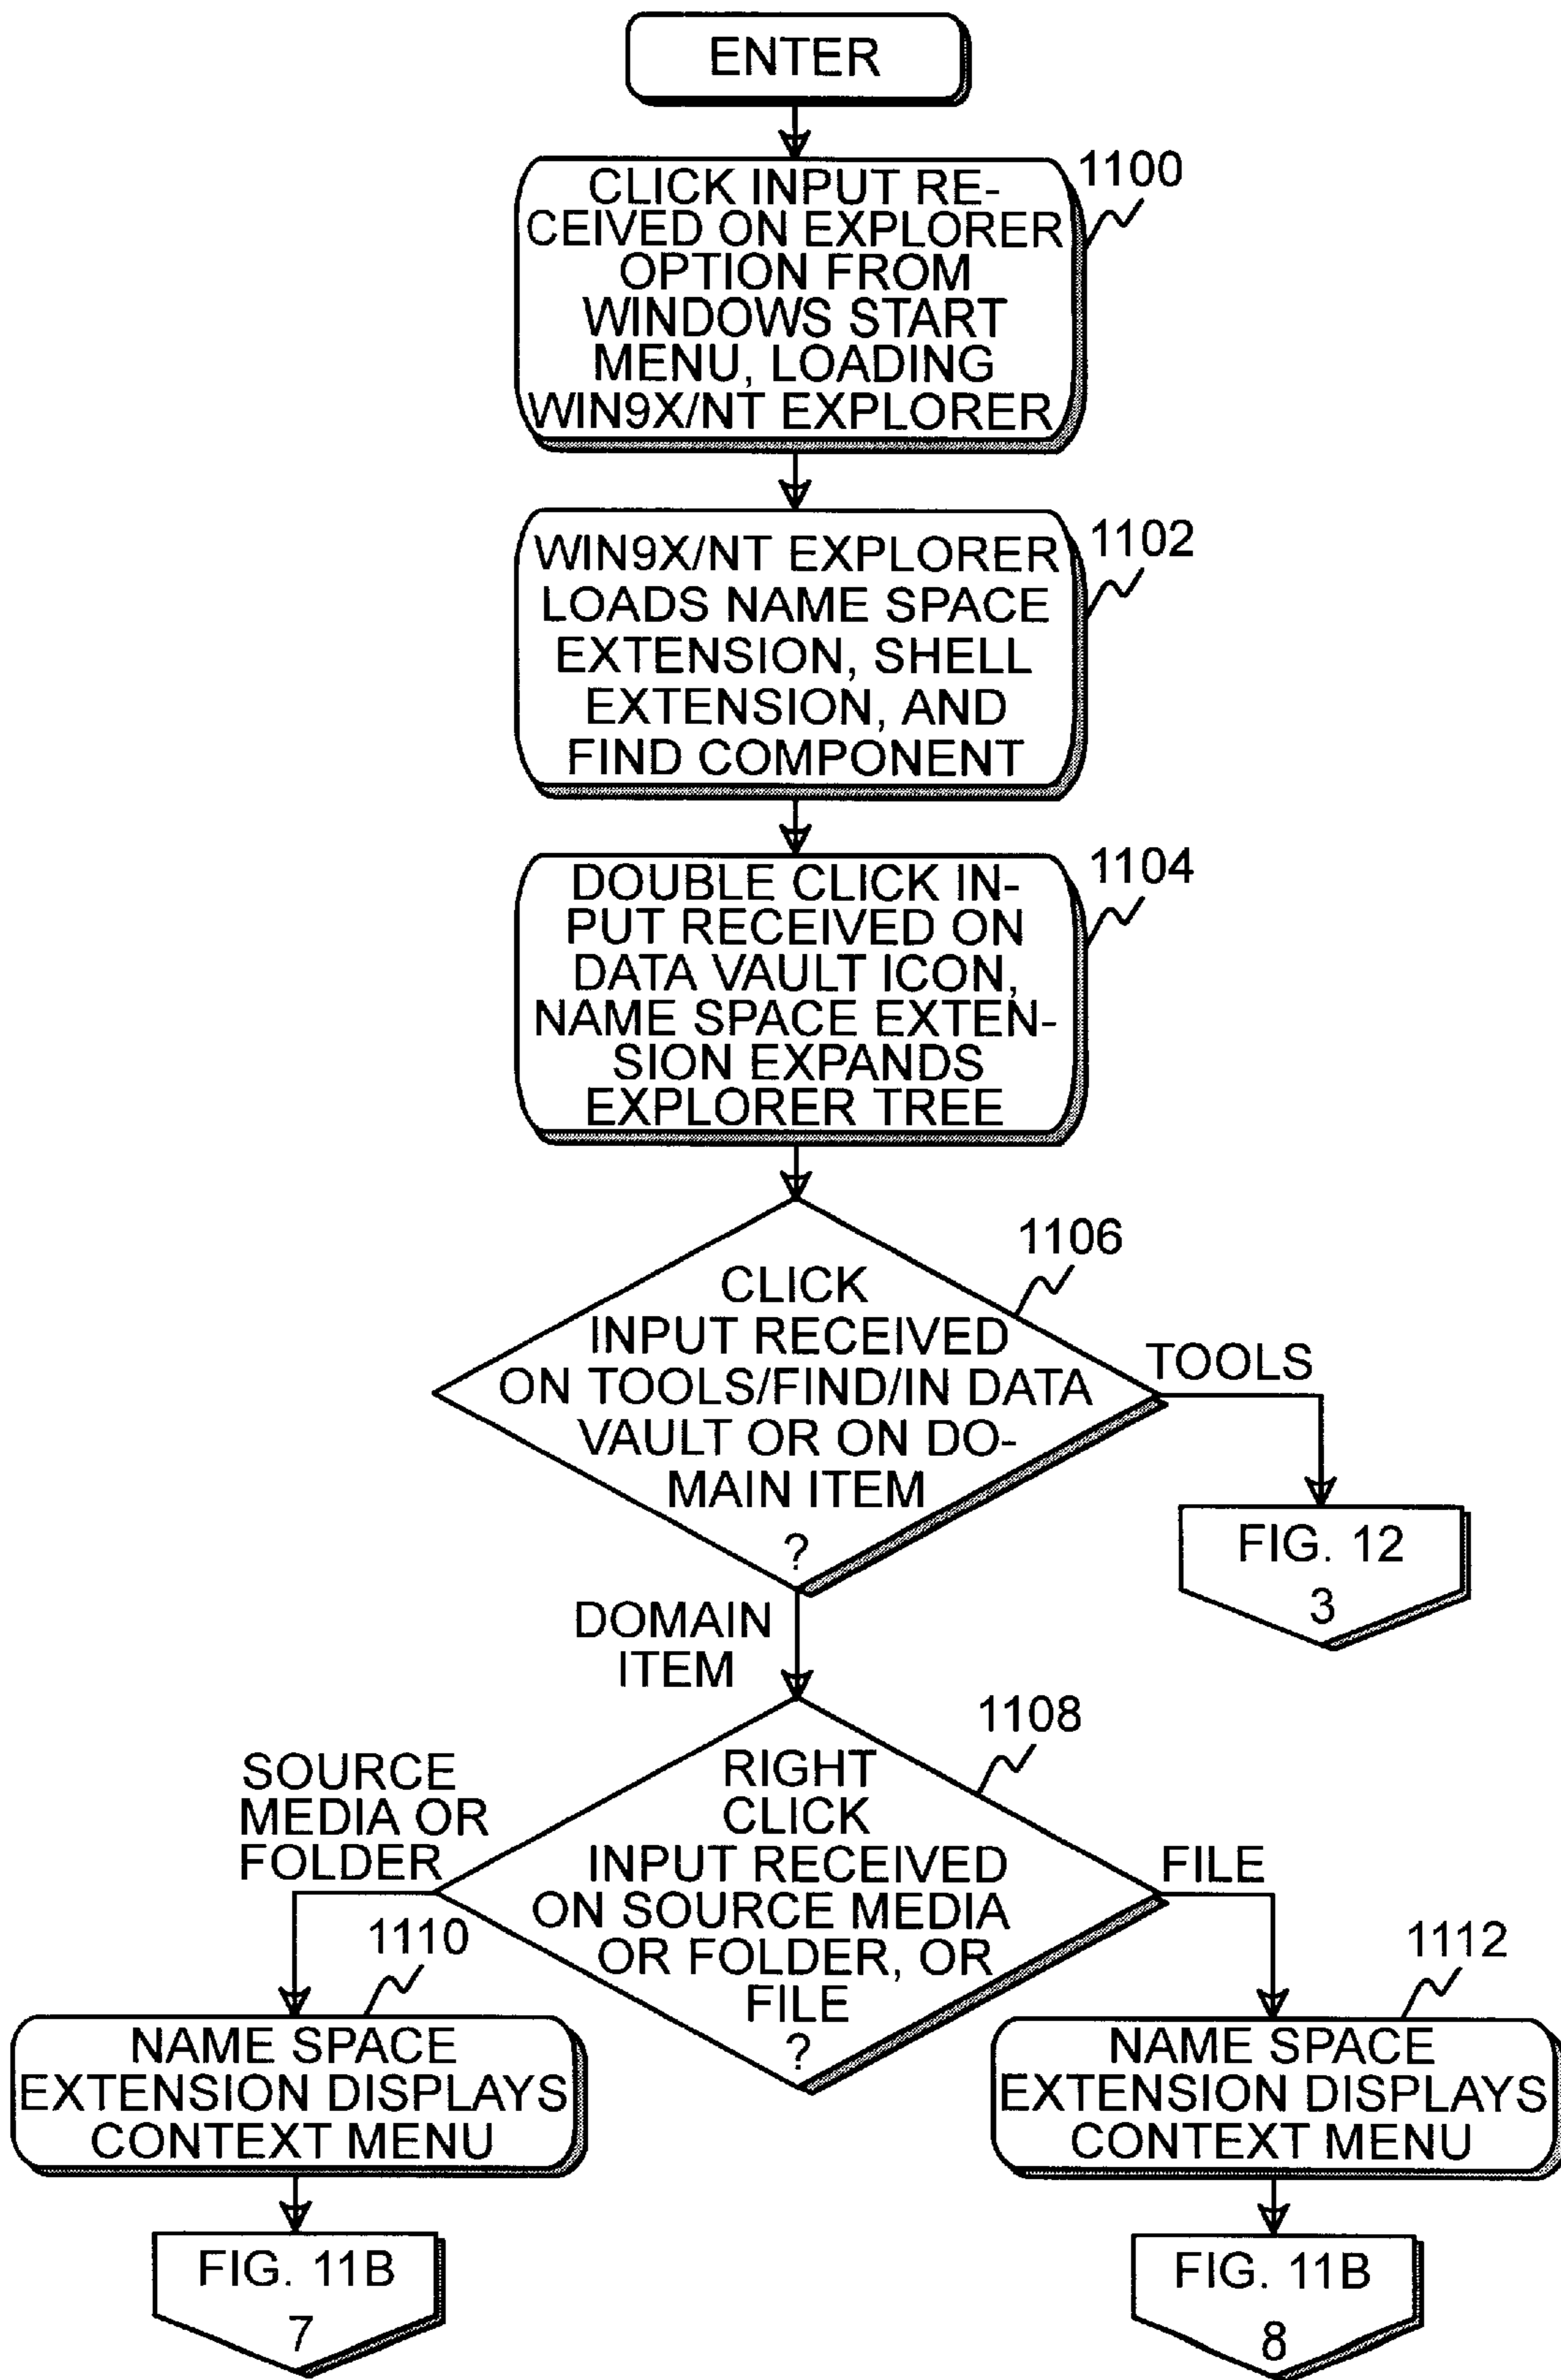 ENTER
1100
CLICK INPUT RE-
CEIVED ON EXPLORER
OPTION FROM
WINDOWS START
MENU, LOADING
WIN9X/NT EXPLORER
1102
WIN9X/NT EXPLORER
LOADS NAME SPACE
EXTENSION, SHELL
EXTENSION, AND
FIND COMPONENT
1104
DOUBLE CLICK IN-
PUT RECEIVED ON
DATA VAULT ICON,
NAME SPACE EXTEN-
SION EXPANDS
EXPLORER TREE
1106
CLICK
INPUT RECEIVED
ON TOOLS/FIND/IN DATA
VAULT OR ON DO-
MAIN ITEM
?
TOOLS
FIG. 12
3
DOMAIN
ITEM
1108
RIGHT
CLICK
INPUT RECEIVED
ON SOURCE MEDIA
OR FOLDER, OR
FILE
?
SOURCE
MEDIA OR
FOLDER
FILE
1110
NAME SPACE
EXTENSION DISPLAYS
CONTEXT MENU
1112
NAME SPACE
EXTENSION DISPLAYS
CONTEXT MENU
FIG. 11B
7
FIG. 11B
8